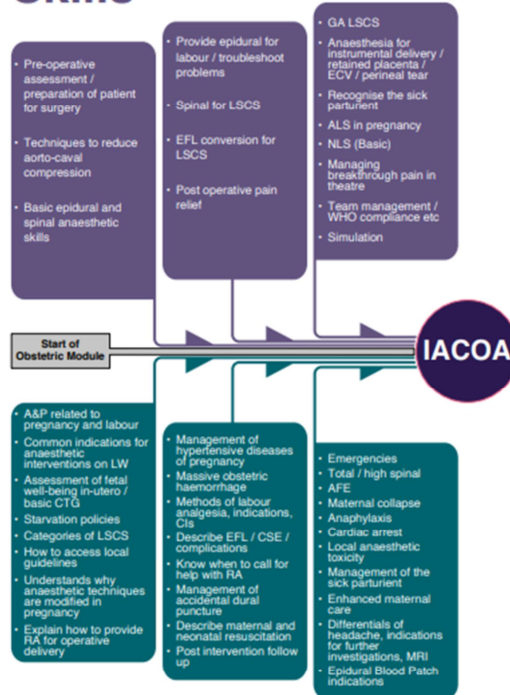 • Pre-operative
assessment /
preparation of patient
for surgery
• Techniques to reduce
aorto-caval
compression
• Basic epidural and
spinal anaesthetic
skills
• Provide epidural for
labour / troubleshoot
problems
• Spinal for LSCS
• EFL conversion for
LSCS
• Post operative pain
relief
• GA LSCS
• Anaesthesia for
instrumental delivery /
retained placenta /
ECV / perineal tear
• Recognise the sick
parturient
• ALS in pregnancy
• NLS (Basic)
• Managing
breakthrough pain in
theatre
• Team management /
WHO compliance etc
• Simulation
Start of
Obstetric Module
IACOA
• A&P related to
pregnancy and labour
• Common indications for
anaesthetic
interventions on LW
• Assessment of fetal
well-being in-utero /
basic CTG
• Starvation policies
• Categories of LSCS
• How to access local
guidelines
• Understands why
anaesthetic techniques
are modified in
pregnancy
• Explain how to provide
RA for operative
delivery
• Management of
hypertensive diseases
of pregnancy
• Massive obstetric
haemorrhage
• Methods of labour
analgesia, indications,
CIs
• Describe EFL / CSE /
complications
• Know when to call for
help with RA
• Management of
accidental dural
puncture
• Describe maternal and
neonatal resuscitation
• Post intervention follow
up
• Emergencies
• Total / high spinal
• AFE
• Maternal collapse
• Anaphylaxis
• Cardiac arrest
• Local anaesthetic
toxicity
• Management of the
sick parturient
• Enhanced maternal
care
• Differentials of
headache, indications
for further
investigations, MRI
• Epidural Blood Patch
indications